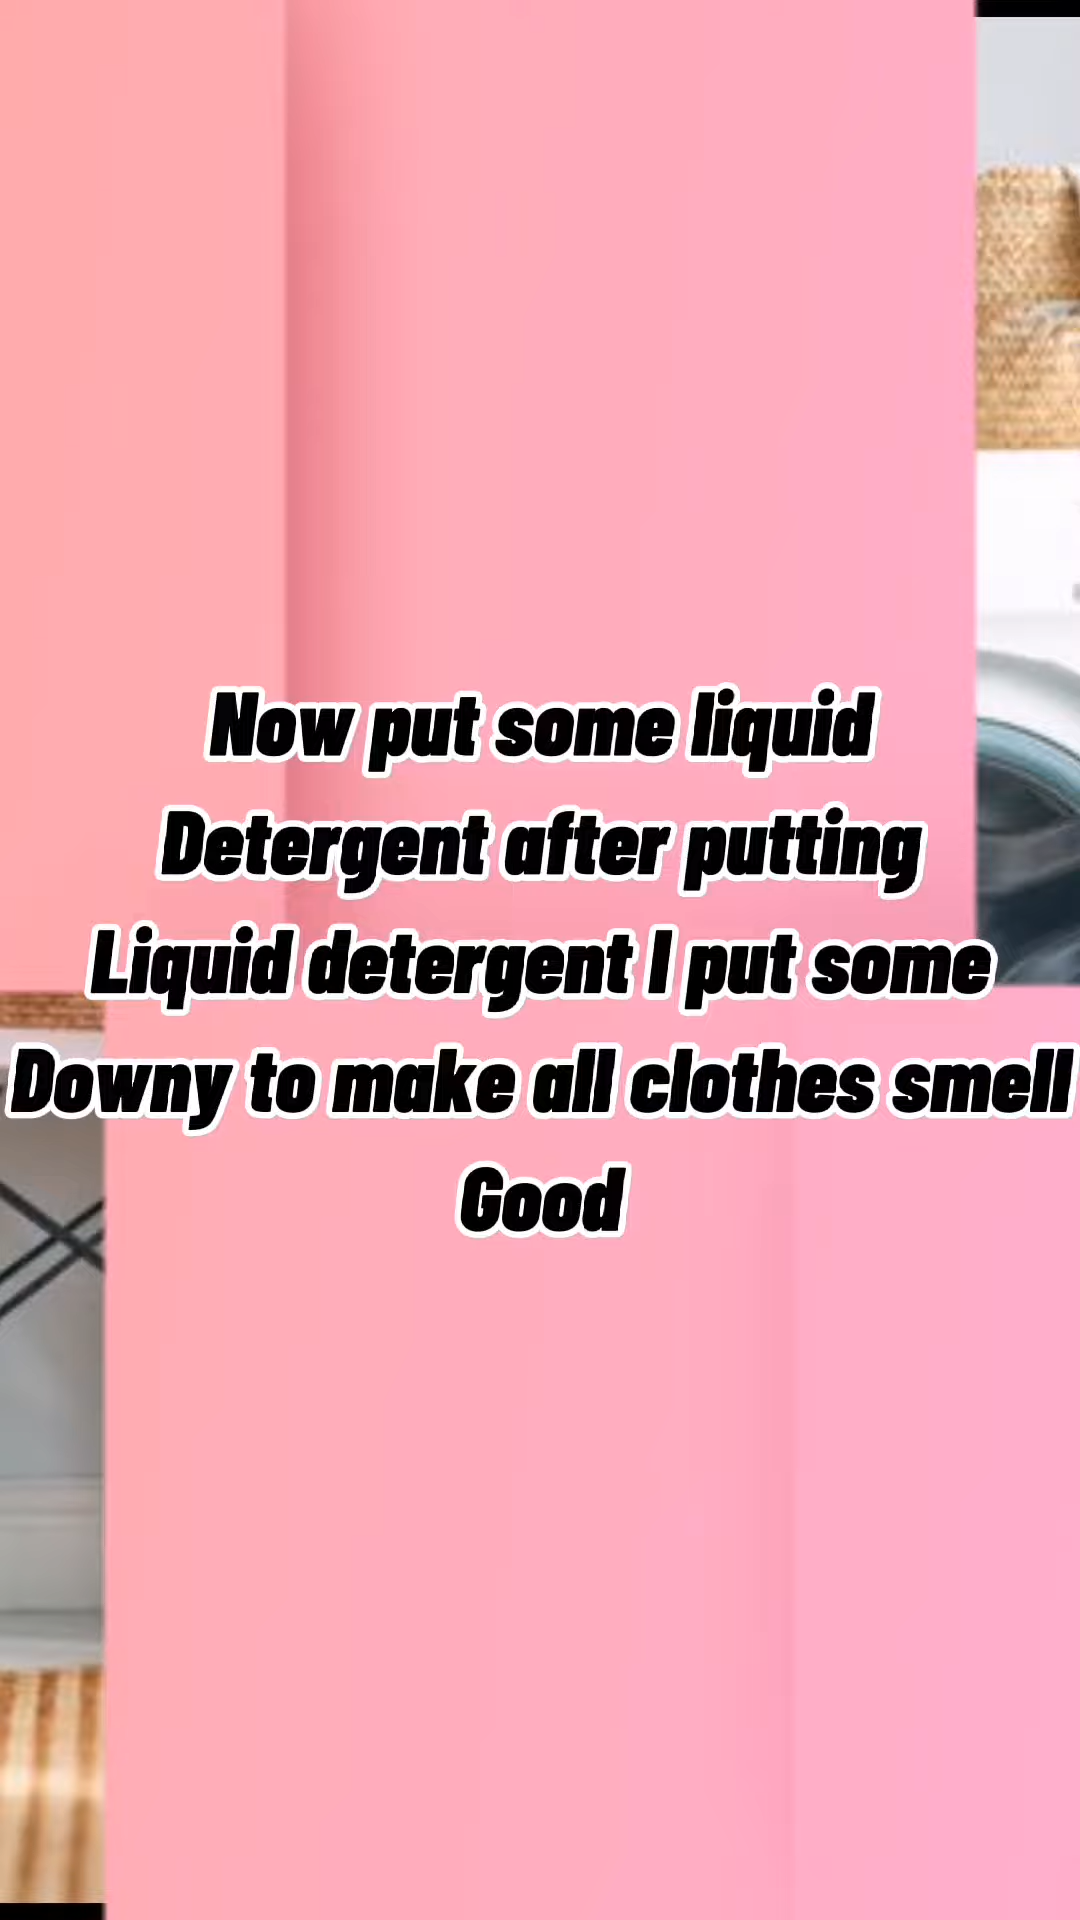 Now put some liquid
Detergent after putting
Liquid detergent I put some
Downy to make all clothes smell
Good